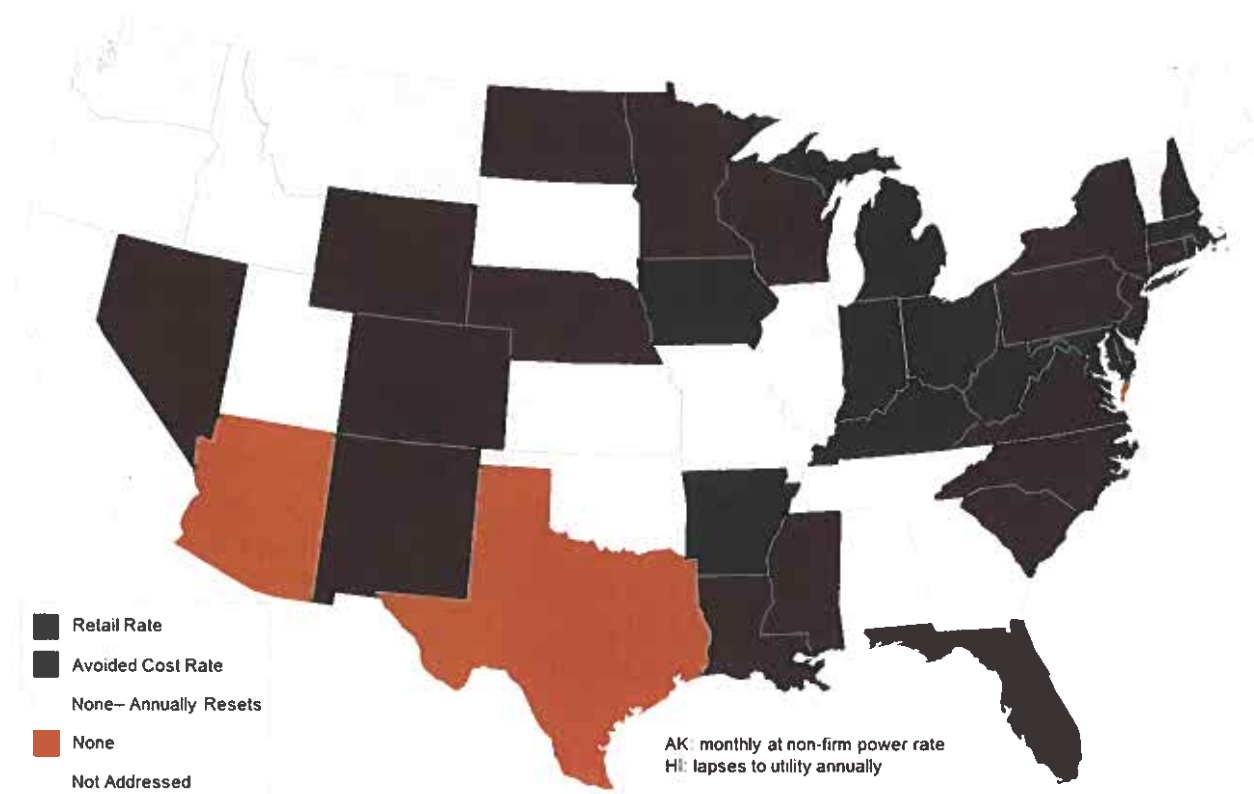 Retail Rate
Avoided Cost Rate
None– Annually Resets
None
Not Addressed
AK: monthly at non-firm power rate
HI: lapses to utility annually